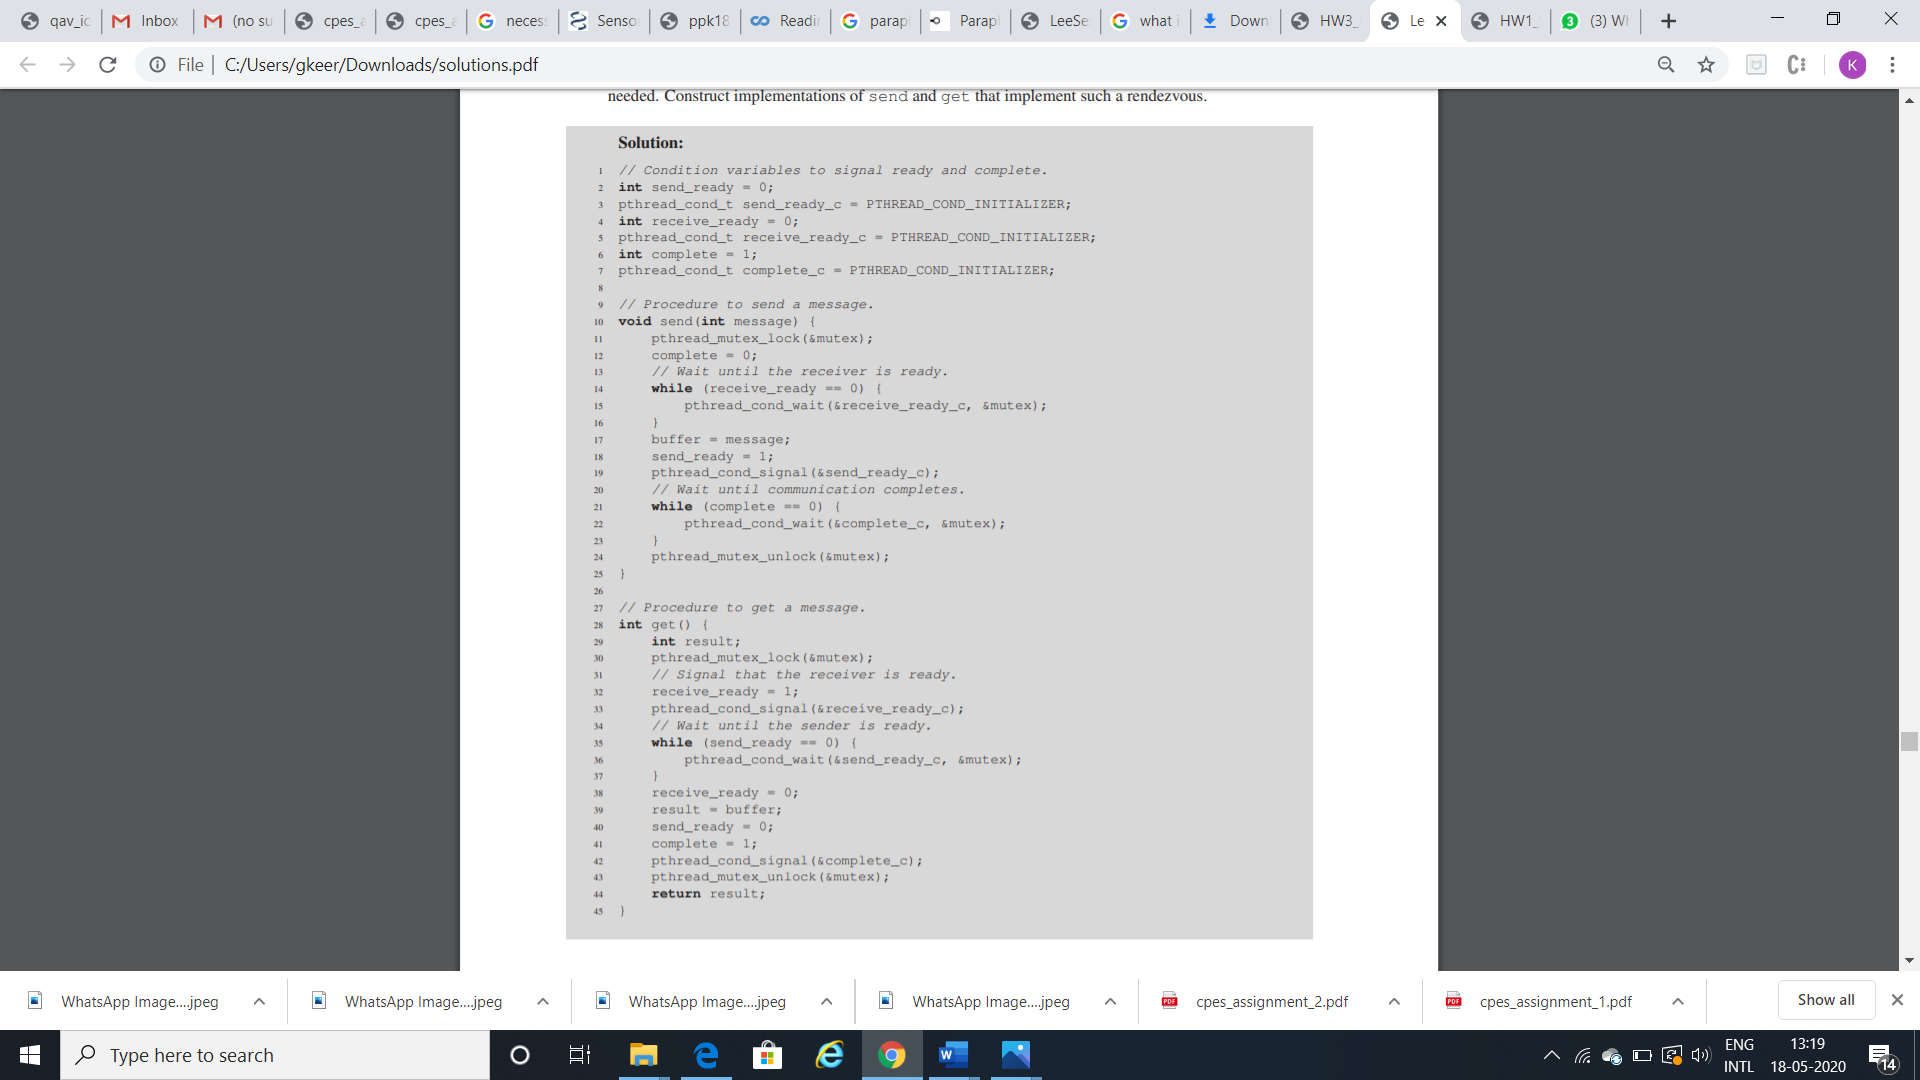 qav_ic
Inbox
(no su
cpes_a
cpes_a
necess
Senso
ppk18
Readin
parap
Parap
LeeSe
what i
Down
HW3_
Le
HW1_
(3) W
File
C:/Users/gkeer/Downloads/solutions.pdf
K
needed. Construct implementations of send and get that implement such a rendezvous.
Solution:
1 // Condition variables to signal ready and complete.
2 int send_ready = 0;
3 pthread_cond_t send_ready_c = PTHREAD_COND_INITIALIZER;
4 int receive_ready = 0;
5 pthread_cond_t receive_ready_c = PTHREAD_COND_INITIALIZER;
6 int complete = 1;
7 pthread_cond_t complete_c = PTHREAD_COND_INITIALIZER;
8
9 // Procedure to send a message.
10 void send(int message) {
11 pthread_mutex_lock(&mutex);
12 complete = 0;
13 // Wait until the receiver is ready.
14 while (receive_ready == 0) {
15 pthread_cond_wait(&receive_ready_c, &mutex);
16 }
17 buffer = message;
18 send_ready = 1;
19 pthread_cond_signal(&send_ready_c);
20 // Wait until communication completes.
21 while (complete == 0) {
22 pthread_cond_wait(&complete_c, &mutex);
23 }
24 pthread_mutex_unlock(&mutex);
25 }
26
27 // Procedure to get a message.
28 int get() {
29 int result;
30 pthread_mutex_lock(&mutex);
31 // Signal that the receiver is ready.
32 receive_ready = 1;
33 pthread_cond_signal(&receive_ready_c);
34 // Wait until the sender is ready.
35 while (send_ready == 0) {
36 pthread_cond_wait(&send_ready_c, &mutex);
37 }
38 receive_ready = 0;
39 result = buffer;
40 send_ready = 0;
41 complete = 1;
42 pthread_cond_signal(&complete_c);
43 pthread_mutex_unlock(&mutex);
44 return result;
45 }
WhatsApp Image....jpeg
WhatsApp Image....jpeg
WhatsApp Image....jpeg
WhatsApp Image....jpeg
cpes_assignment_2.pdf
cpes_assignment_1.pdf
Show all
Type here to search
ENG
INTL
13:19
18-05-2020
14